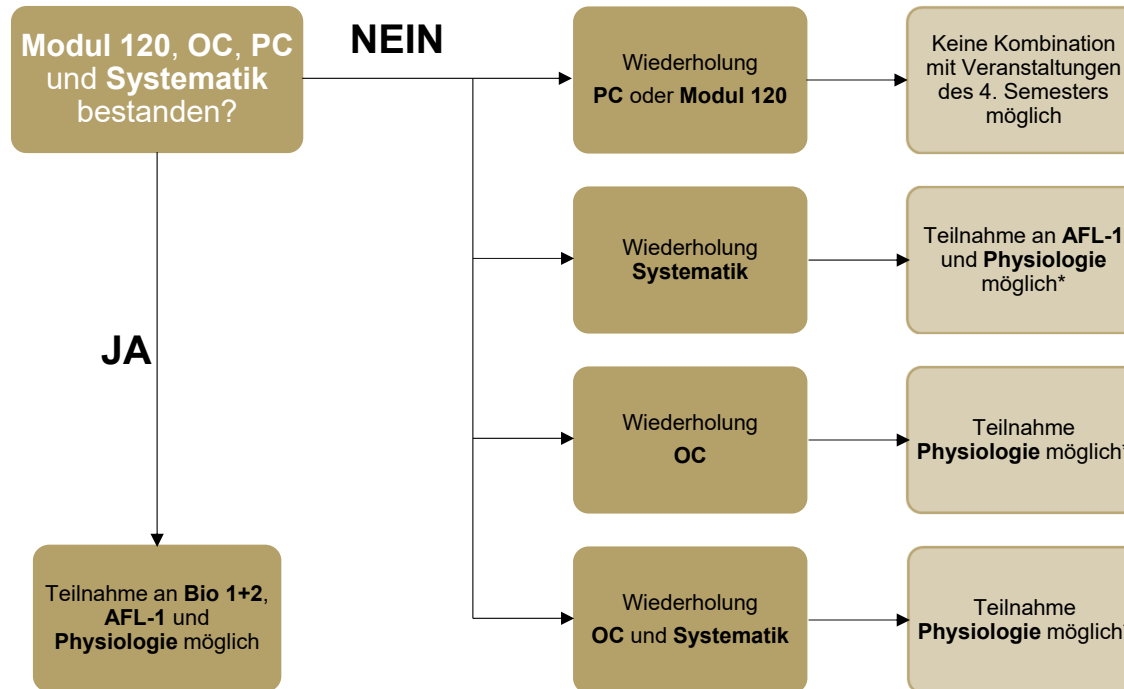 Modul 120, OC, PC
und Systematik
bestanden?
NEIN
Wiederholung
PC oder Modul 120
Keine Kombination
mit Veranstaltungen
des 4. Semesters
möglich
Wiederholung
Systematik
Teilnahme an AFL-1
und Physiologie
möglich*
JA
Wiederholung
OC
Teilnahme
Physiologie möglich*
Teilnahme an Bio 1+2,
AFL-1 und
Physiologie möglich
Wiederholung
OC und Systematik
Teilnahme
Physiologie möglich*